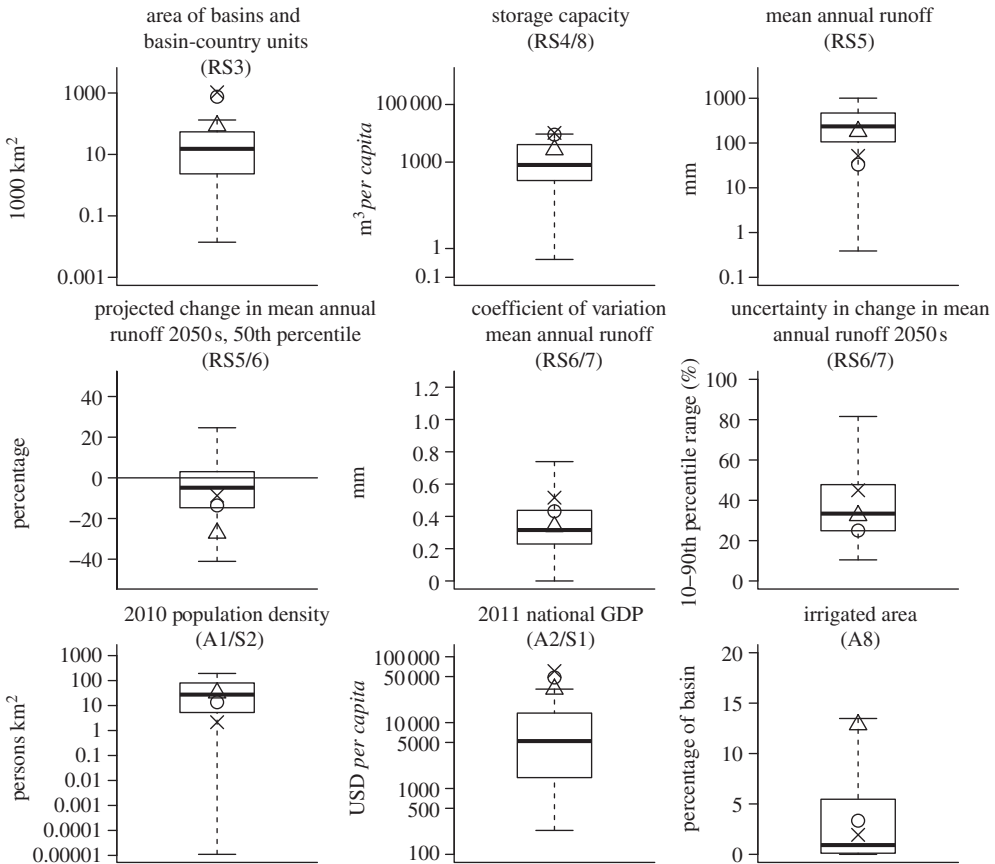 area of basins and
basin-country units
(RS3)
1000 km²
1000
10
0.1
0.001
storage capacity
(RS4/8)
m³ per capita
100 000
1000
1
0.1
mean annual runoff
(RS5)
mm
1000
100
10
1
0.1
projected change in mean annual
runoff 2050s, 50th percentile
(RS5/6)
percentage
40
20
0
−20
−40
coefficient of variation
mean annual runoff
(RS6/7)
mm
1.2
1.0
0.8
0.6
0.4
0.2
0
uncertainty in change in mean
annual runoff 2050s
(RS6/7)
10–90th percentile range (%)
100
80
60
40
20
0
2010 population density
(A1/S2)
persons km²
1000
100
10
1
0.1
0.01
0.001
0.0001
0.00001
2011 national GDP
(A2/S1)
USD per capita
100 000
50 000
10 000
5000
1000
500
100
irrigated area
(A8)
percentage of basin
20
15
10
5
0